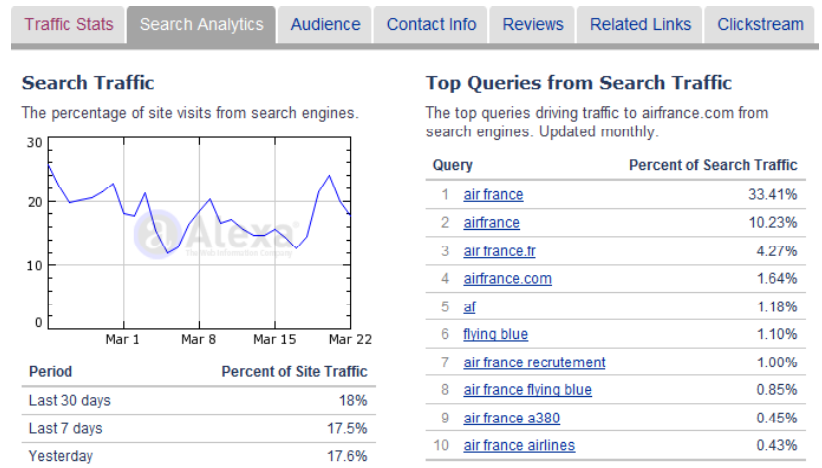 Traffic Stats Search Analytics Audience Contact Info Reviews Related Links Clickstream
Search Traffic
The percentage of site visits from search engines.
30
20
10
0
Mar 1 Mar 8 Mar 15 Mar 22
Alexa
The Web Information Company
Period Percent of Site Traffic
Last 30 days 18%
Last 7 days 17.5%
Yesterday 17.6%
Top Queries from Search Traffic
The top queries driving traffic to airfrance.com from
search engines. Updated monthly.
Query Percent of Search Traffic
1 air france 33.41%
2 airfrance 10.23%
3 air france.fr 4.27%
4 airfrance.com 1.64%
5 af 1.18%
6 flying blue 1.10%
7 air france recrutement 1.00%
8 air france flying blue 0.85%
9 air france a380 0.45%
10 air france airlines 0.43%